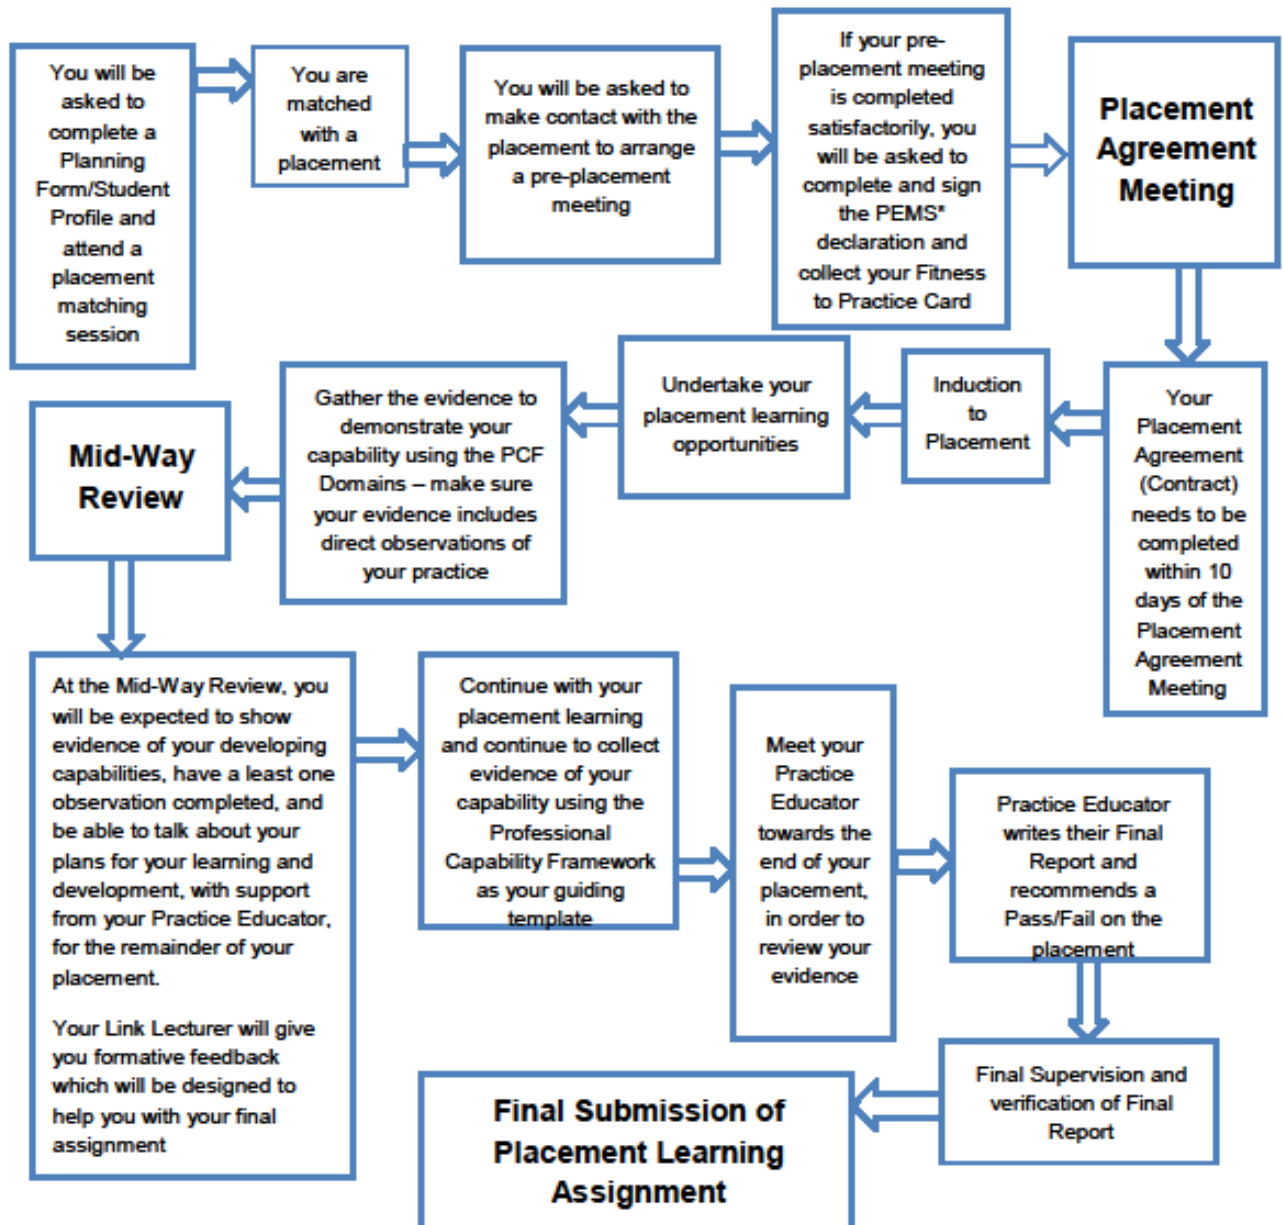 You will be
asked to
complete a
Planning
Form/Student
Profile and
attend a
placement
matching
session
You are
matched
with a
placement
You will be asked to
make contact with the
placement to arrange
a pre-placement
meeting
If your pre-
placement meeting
is completed
satisfactorily, you
will be asked to
complete and sign
the PEMS*
declaration and
collect your Fitness
to Practice Card
Placement
Agreement
Meeting
Your
Placement
Agreement
(Contract)
needs to be
completed
within 10
days of the
Placement
Agreement
Meeting
Induction
to
Placement
Undertake your
placement learning
opportunities
Gather the evidence to
demonstrate your
capability using the PCF
Domains – make sure
your evidence includes
direct observations of
your practice
Mid-Way
Review
At the Mid-Way Review, you
will be expected to show
evidence of your developing
capabilities, have a least one
observation completed, and
be able to talk about your
plans for your learning and
development, with support
from your Practice Educator,
for the remainder of your
placement.
Your Link Lecturer will give
you formative feedback
which will be designed to
help you with your final
assignment
Continue with your
placement learning
and continue to collect
evidence of your
capability using the
Professional
Capability Framework
as your guiding
template
Meet your
Practice
Educator
towards the
end of your
placement,
in order to
review your
evidence
Practice Educator
writes their Final
Report and
recommends a
Pass/Fail on the
placement
Final Supervision and
verification of Final
Report
Final Submission of
Placement Learning
Assignment